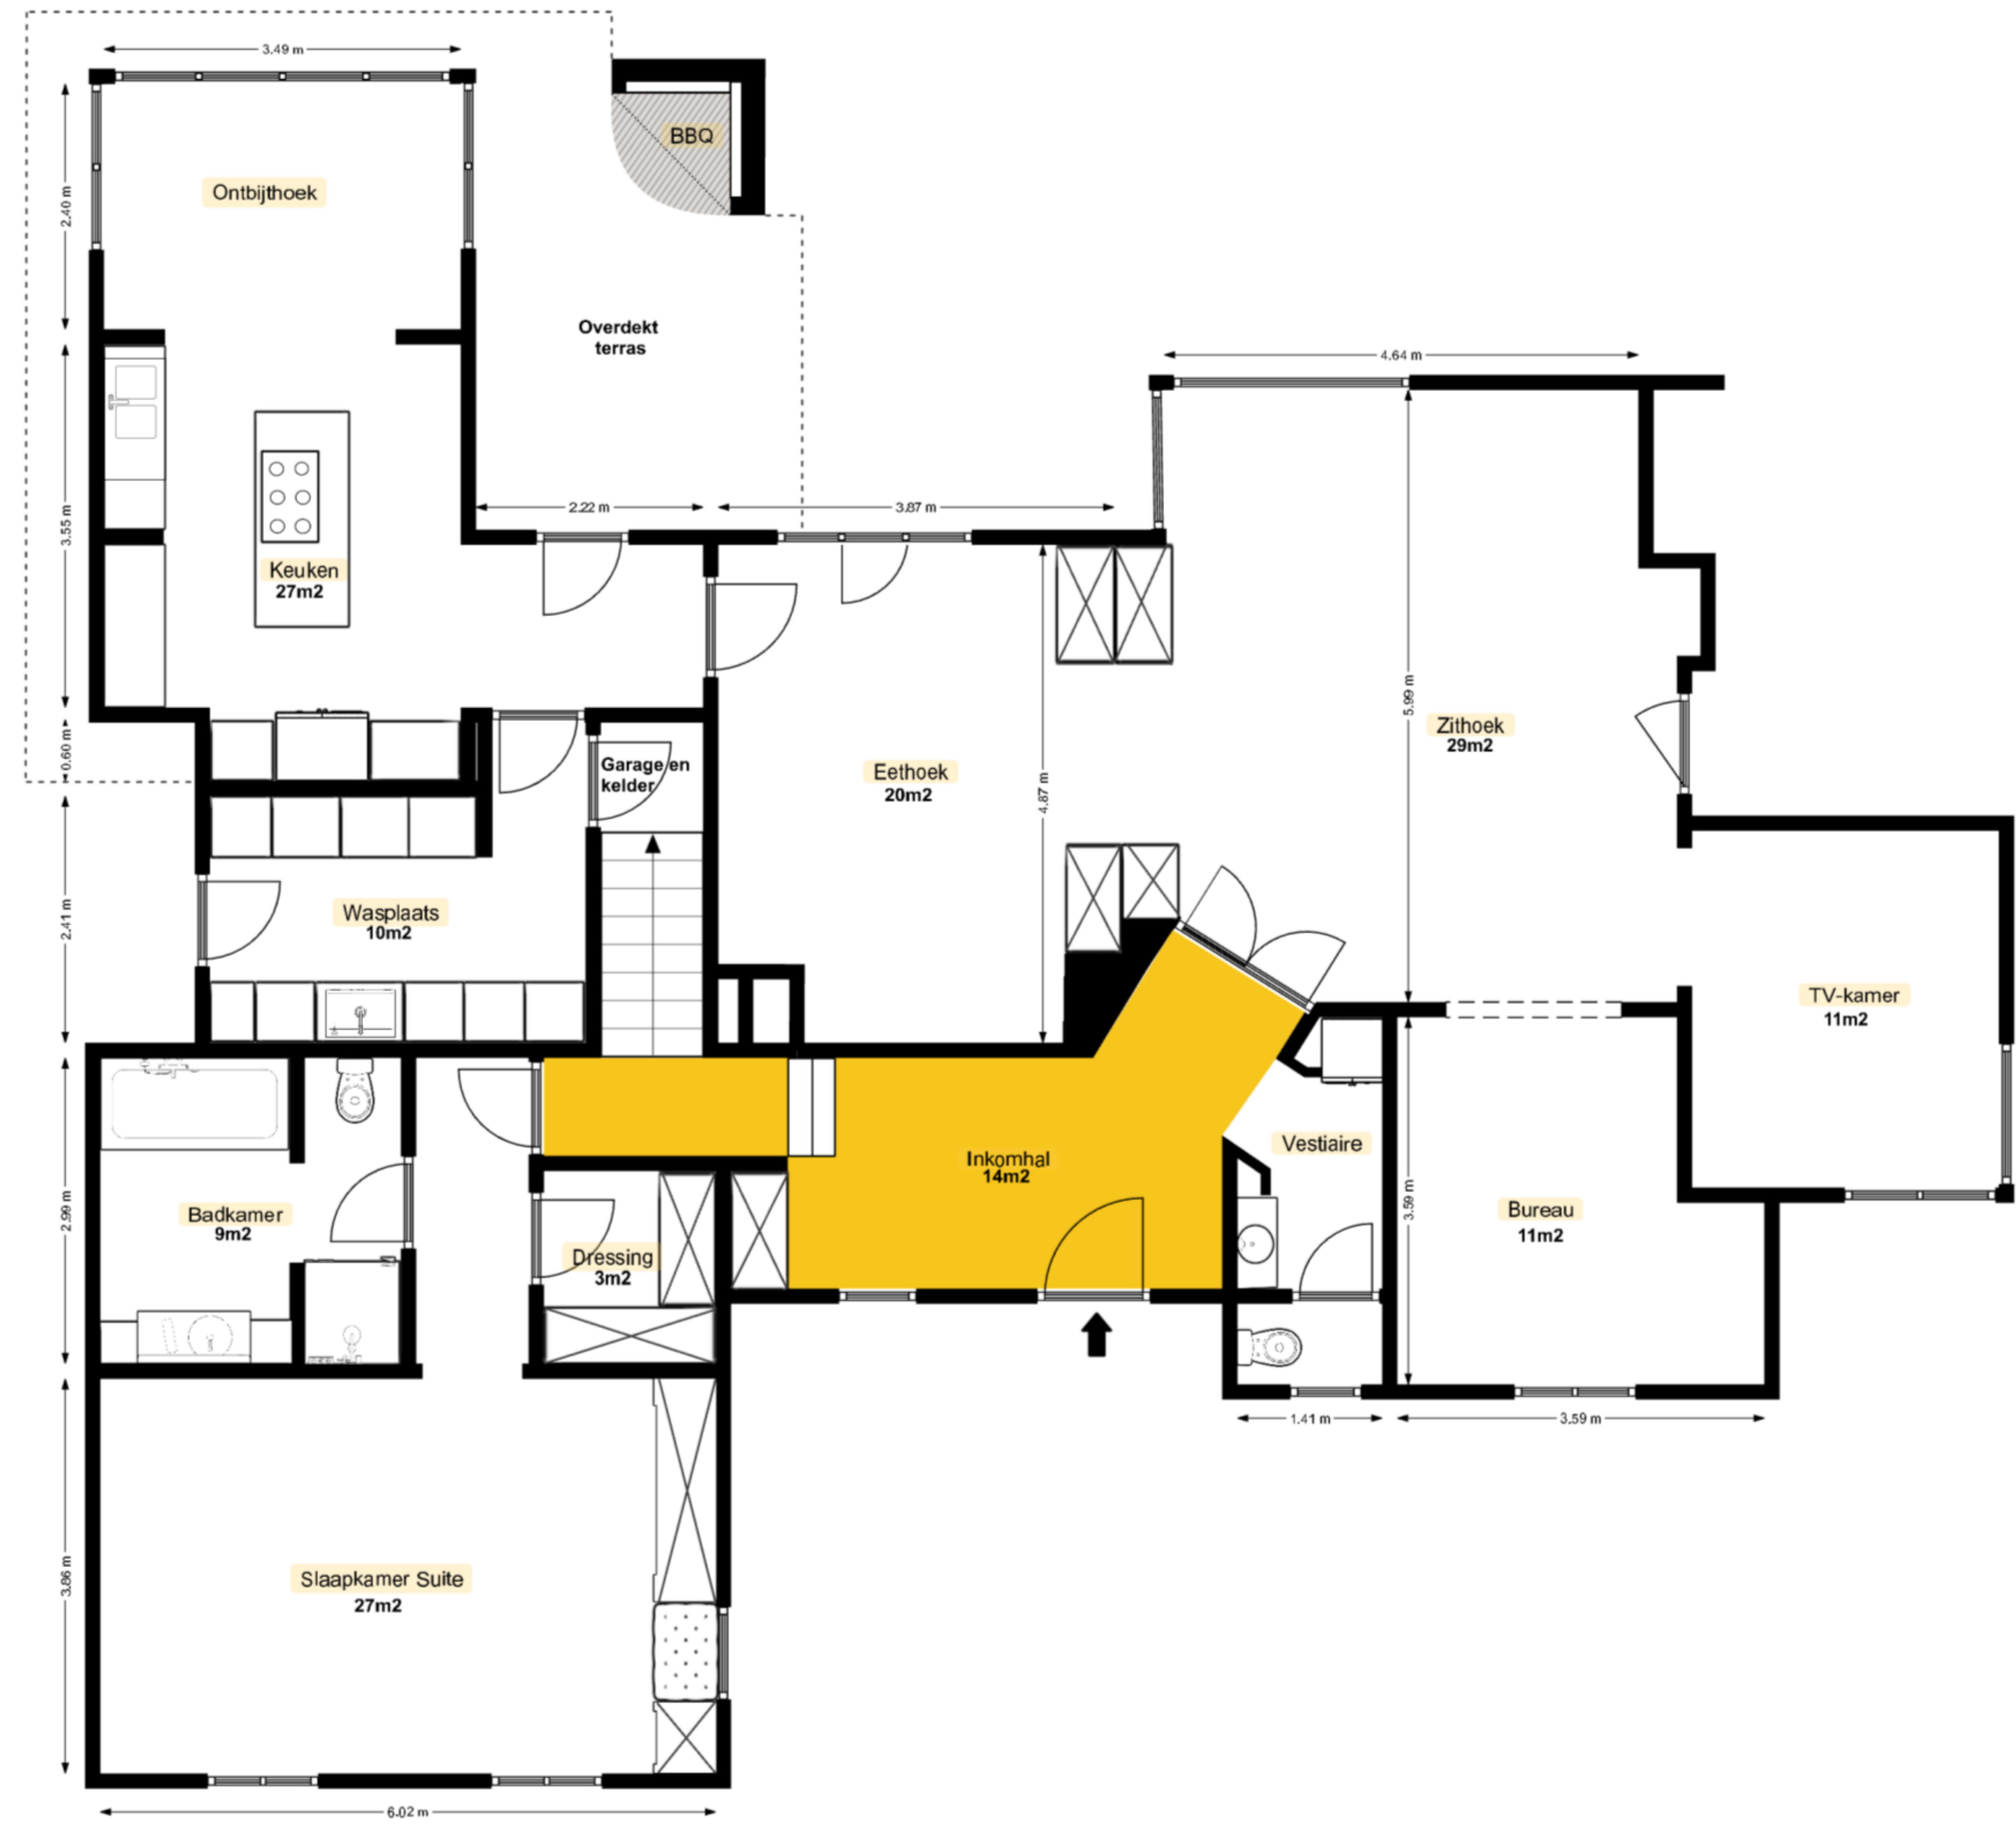 3.49 m
BBQ
2.40 m
Ontbijthoek
Overdekt
terras
4.64 m
3.55 m
2.22 m
3.87 m
Keuken
27m2
5.99 m
0.60 m
Zithoek
29m2
Garage en
kelder
Eethoek
20m2
4.87 m
2.41 m
Wasplaats
10m2
TV-kamer
11m2
Vestiaire
Inkomhal
14m2
2.99 m
Badkamer
9m2
3.59 m
Bureau
11m2
Dressing
3m2
1.41 m
3.59 m
3.86 m
Slaapkamer Suite
27m2
6.02 m